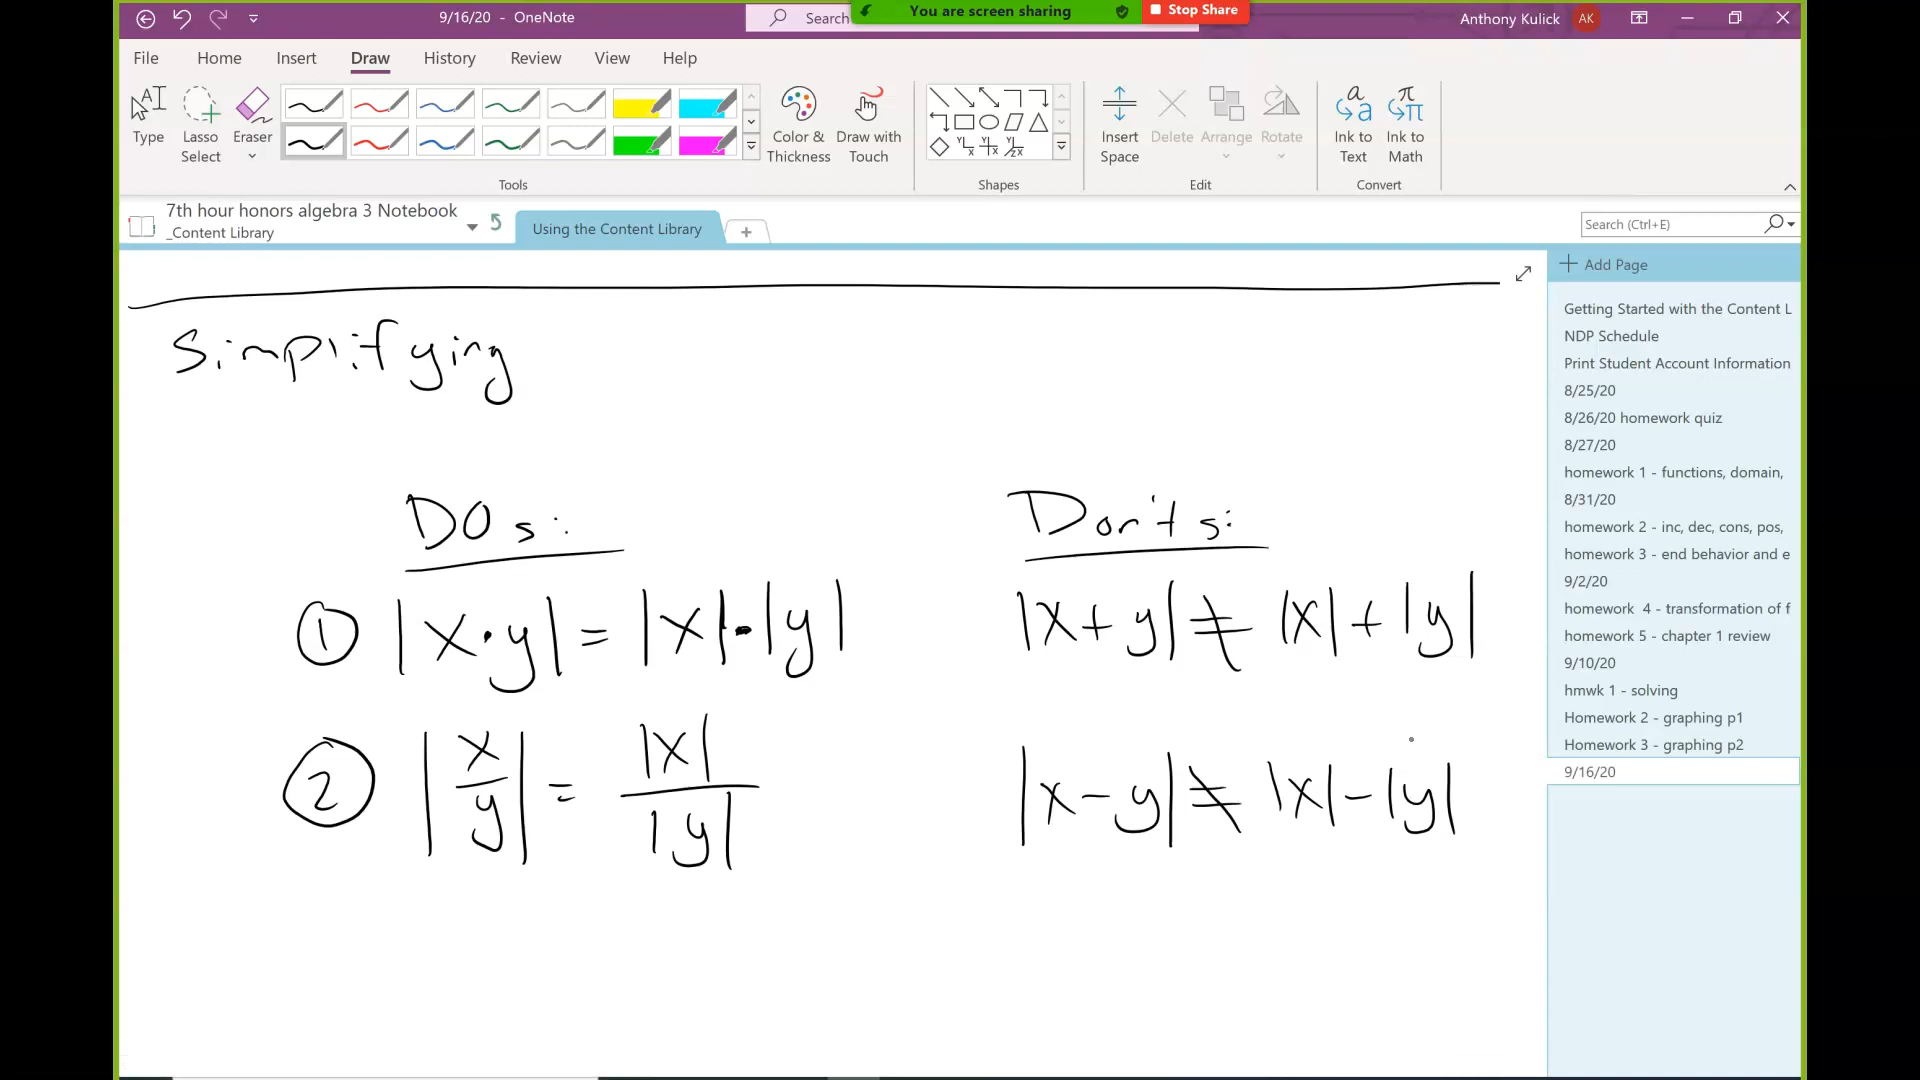 9/16/20 - OneNote
Search
You are screen sharing
Stop Share
Anthony Kulick AK
File Home Insert Draw History Review View Help
Type
Lasso Select
Eraser
Color & Thickness
Draw with Touch
Insert Space
Delete
Arrange
Rotate
Ink to Text
Ink to Math
Tools
Shapes
Edit
Convert
7th hour honors algebra 3 Notebook
_Content Library
Using the Content Library
Search (Ctrl+E)
Add Page
Getting Started with the Content L
NDP Schedule
Print Student Account Information
8/25/20
8/26/20 homework quiz
8/27/20
homework 1 - functions, domain,
8/31/20
homework 2 - inc, dec, cons, pos,
homework 3 - end behavior and e
9/2/20
homework 4 - transformation of f
homework 5 - chapter 1 review
9/10/20
hmwk 1 - solving
Homework 2 - graphing p1
Homework 3 - graphing p2
9/16/20
Simplifying
DOs:
Don'ts:
① |x·y| = |x|·|y|
|x+y| ≠ |x| + |y|
② |x/y| = |x|/|y|
|x-y| ≠ |x| - |y|